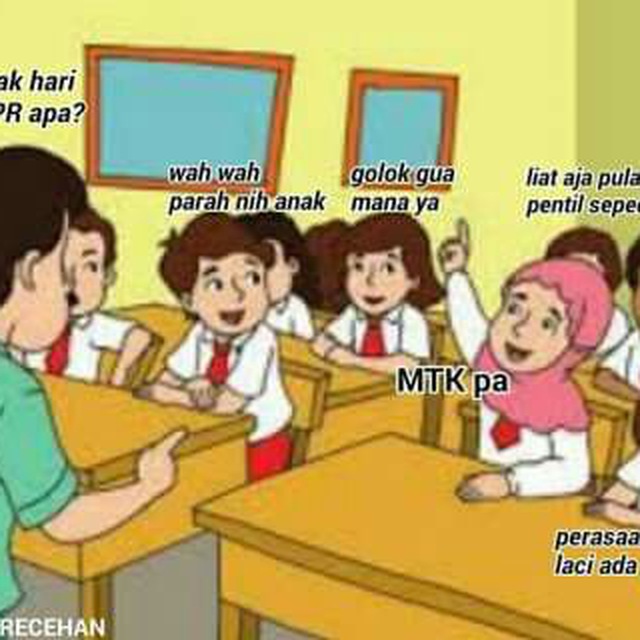 ak hari
PR apa?
wah wah
parah nih anak
golok gua
mana ya
liat aja pula
pentil sepe
MTK pa
perasaa
laci ada
RECEHAN